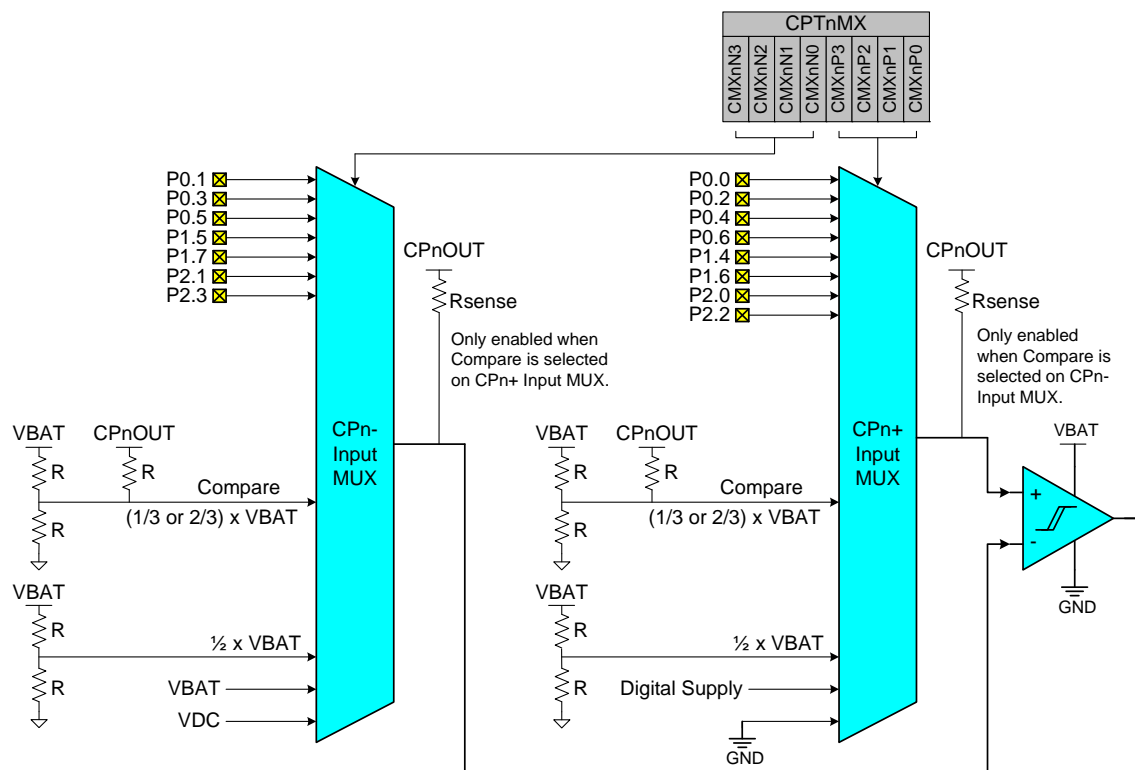 CPTnMX
CMXnN3
CMXnN2
CMXnN1
CMXnN0
CMXnP3
CMXnP2
CMXnP1
CMXnP0
P0.1
P0.3
P0.5
P1.5
P1.7
P2.1
P2.3
CPnOUT
Rsense
Only enabled when
Compare is selected
on CPn+ Input MUX.
VBAT
R
R
CPnOUT
R
Compare
(1/3 or 2/3) x VBAT
VBAT
R
R
½ x VBAT
VBAT
VDC
CPn-
Input
MUX
P0.0
P0.2
P0.4
P0.6
P1.4
P1.6
P2.0
P2.2
CPnOUT
Rsense
Only enabled
when Compare is
selected on CPn-
Input MUX.
VBAT
R
R
CPnOUT
R
Compare
(1/3 or 2/3) x VBAT
VBAT
R
R
½ x VBAT
Digital Supply
GND
CPn+
Input
MUX
VBAT
+
-
GND